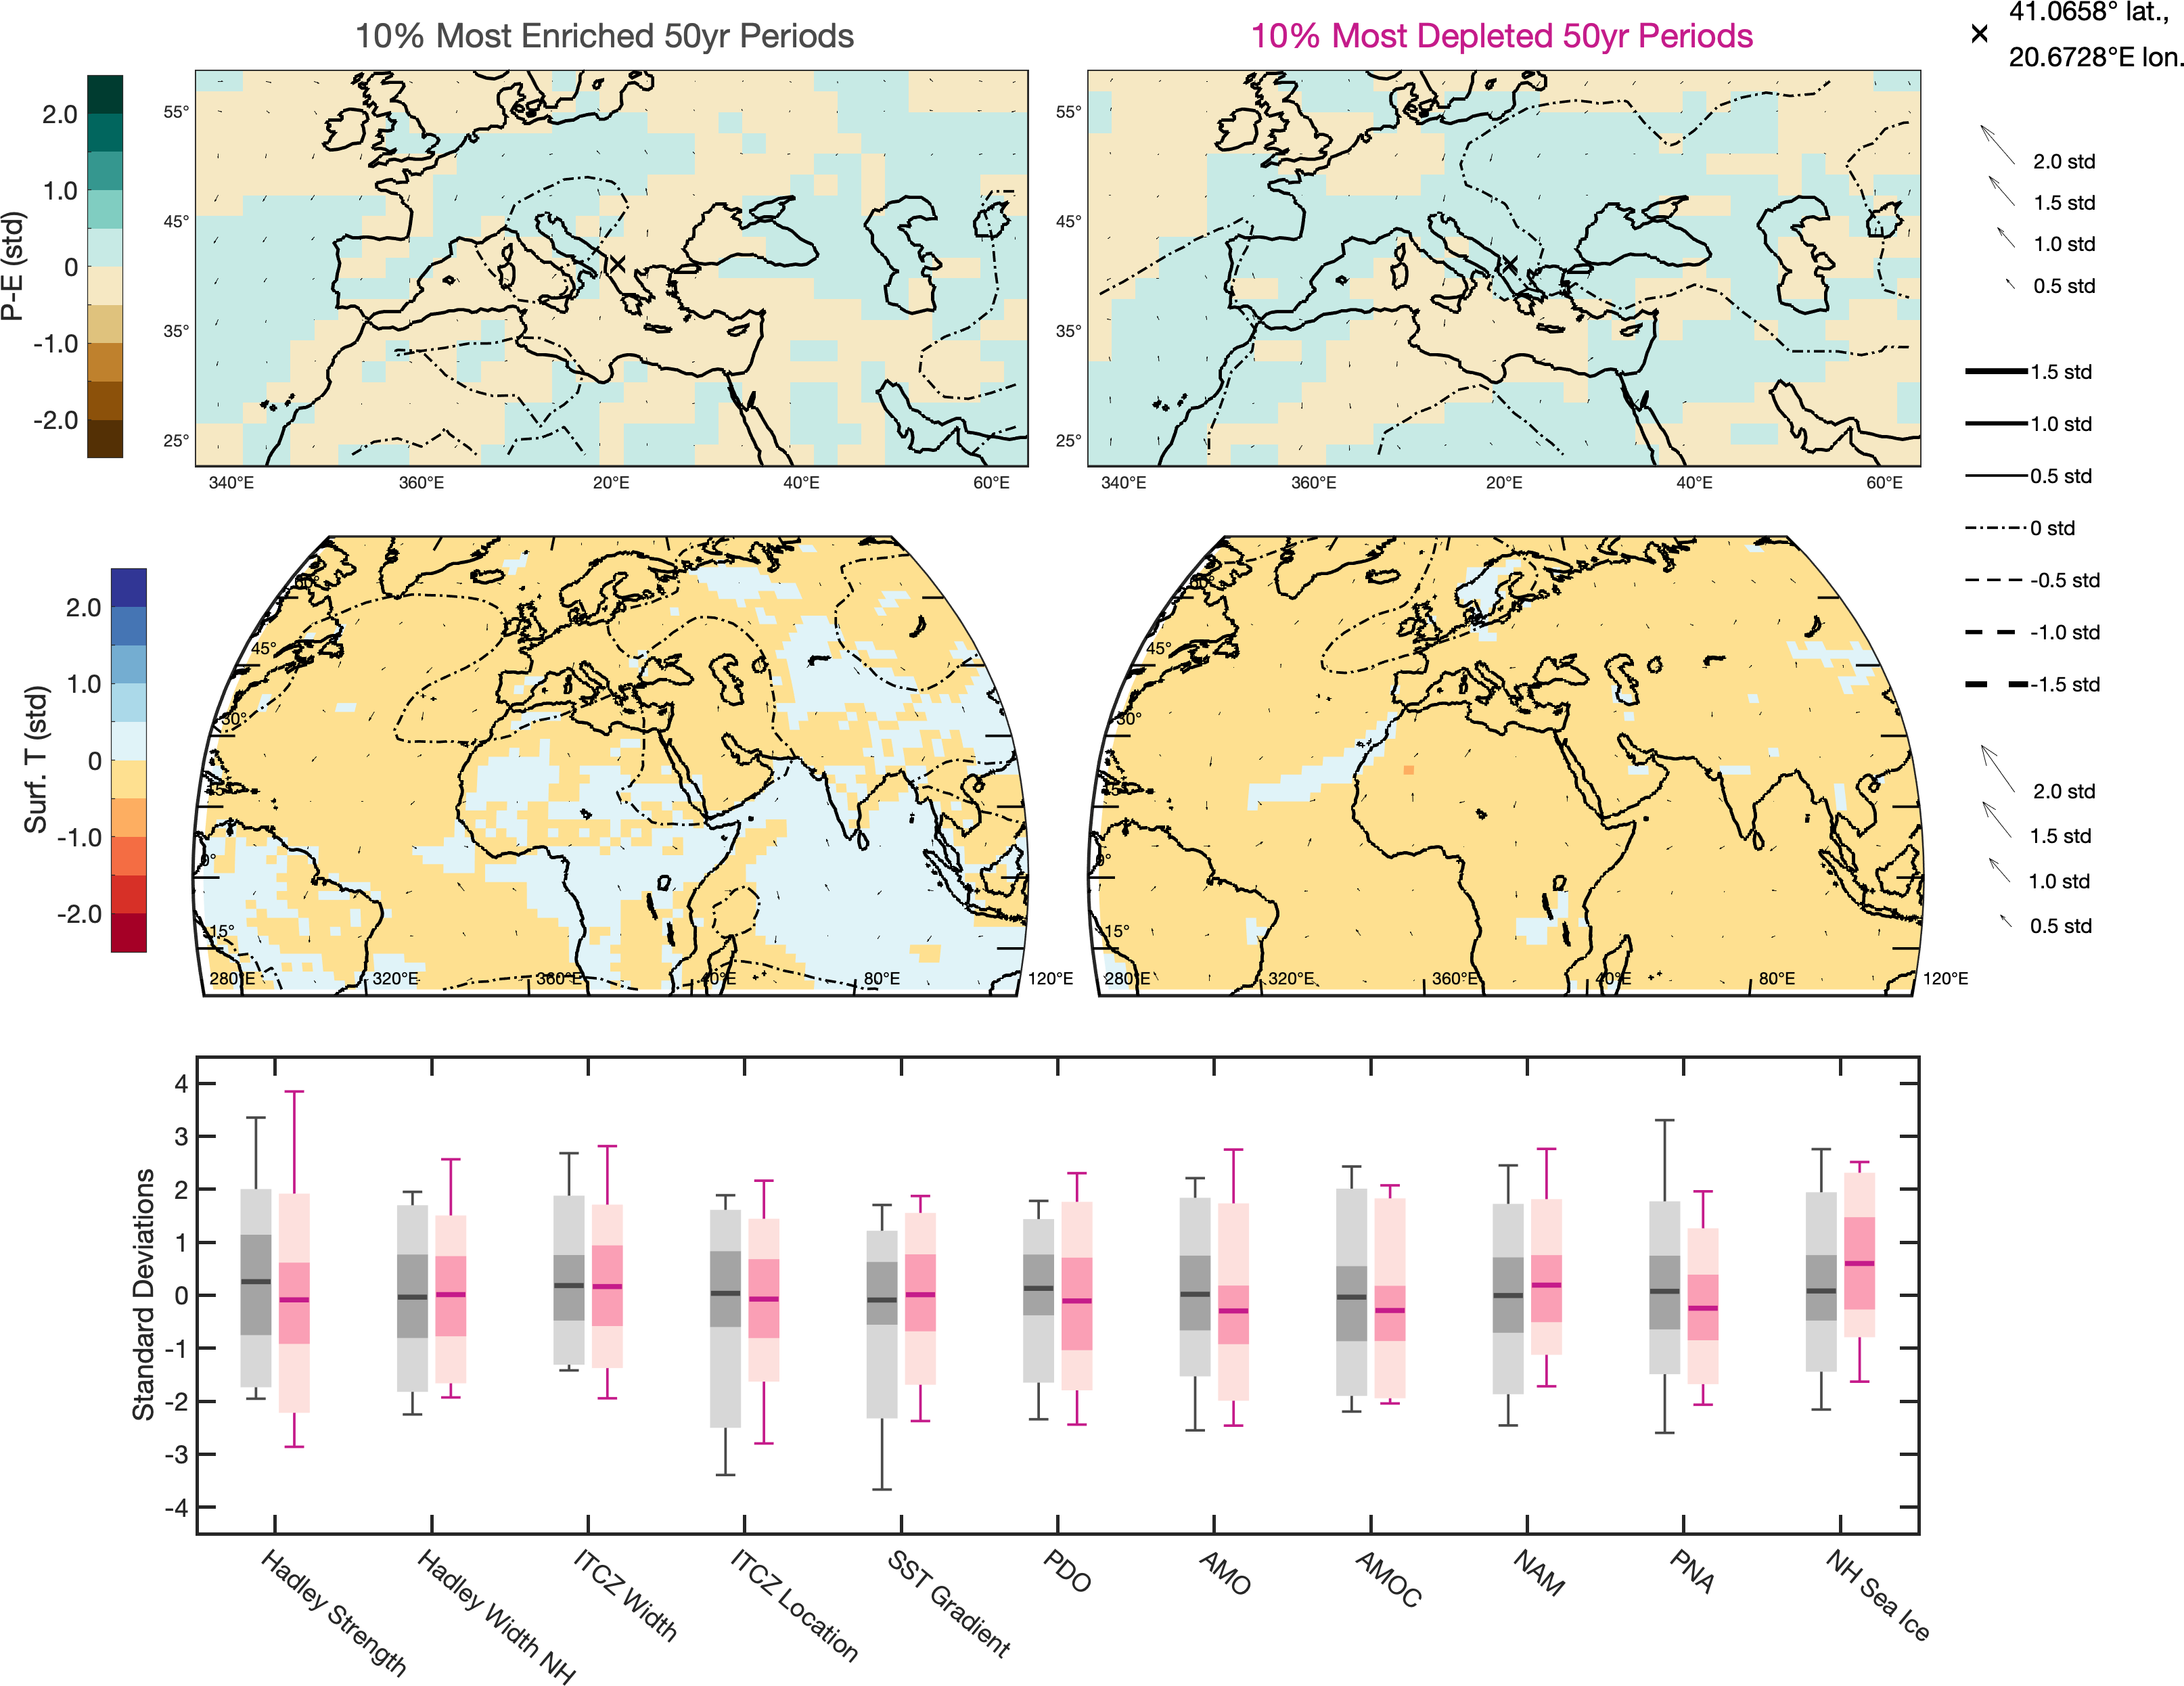 10% Most Enriched 50yr Periods
10% Most Depleted 50yr Periods
41.0658° lat.,
20.6728°E lon.
P-E (std)
2.0
1.0
0
-1.0
-2.0
55°
45°
35°
25°
340°E
360°E
20°E
40°E
60°E
55°
45°
35°
25°
340°E
360°E
20°E
40°E
60°E
2.0 std
1.5 std
1.0 std
0.5 std
1.5 std
1.0 std
0.5 std
0 std
-0.5 std
-1.0 std
-1.5 std
2.0 std
1.5 std
1.0 std
0.5 std
Surf. T (std)
2.0
1.0
0
-1.0
-2.0
60°
45°
30°
15°
0°
-15°
280°E
320°E
360°E
40°E
80°E
120°E
60°
45°
30°
15°
0°
-15°
280°E
320°E
360°E
40°E
80°E
120°E
Standard Deviations
4
3
2
1
0
-1
-2
-3
-4
Hadley Strength
Hadley Width NH
ITCZ Width
ITCZ Location
SST Gradient
PDO
AMO
AMOC
NAM
PNA
NH Sea Ice